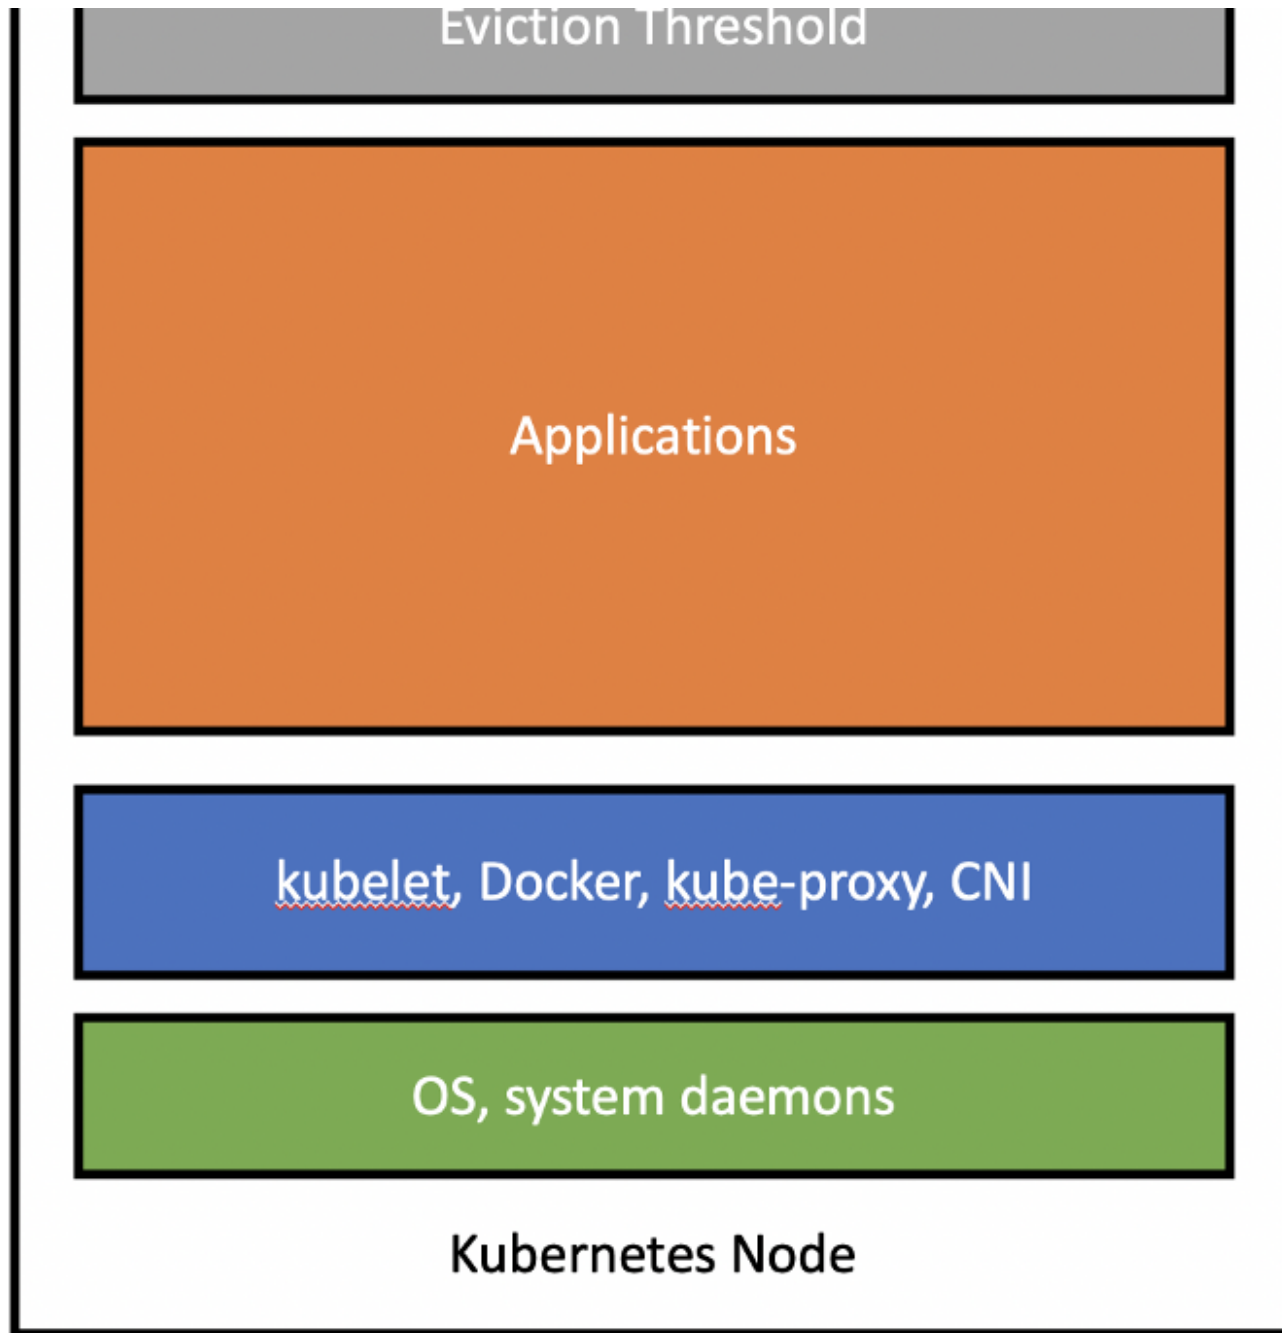 Eviction Threshold
Applications
kubelet, Docker, kube-proxy, CNI
OS, system daemons
Kubernetes Node